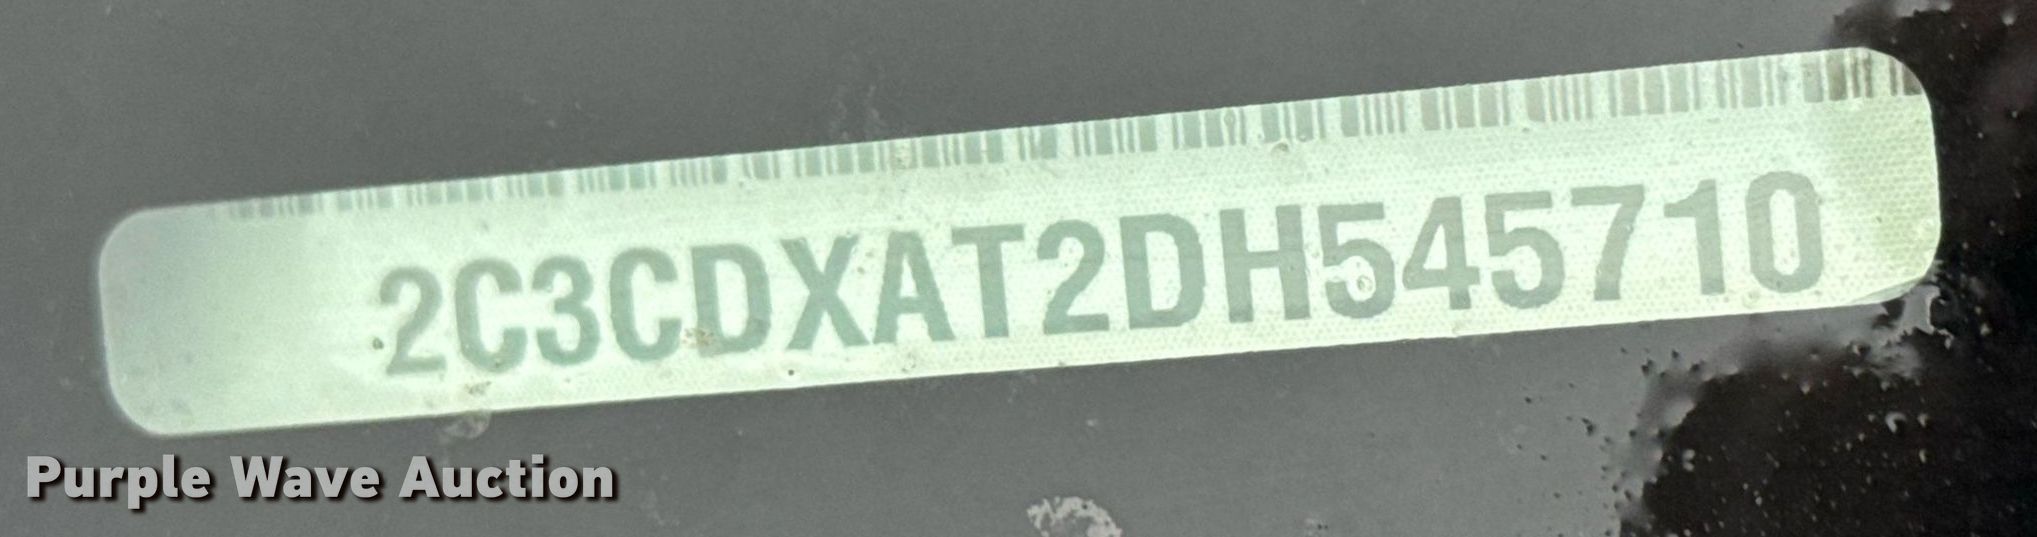 2C3CDXAT2DH545710
Purple Wave Auction